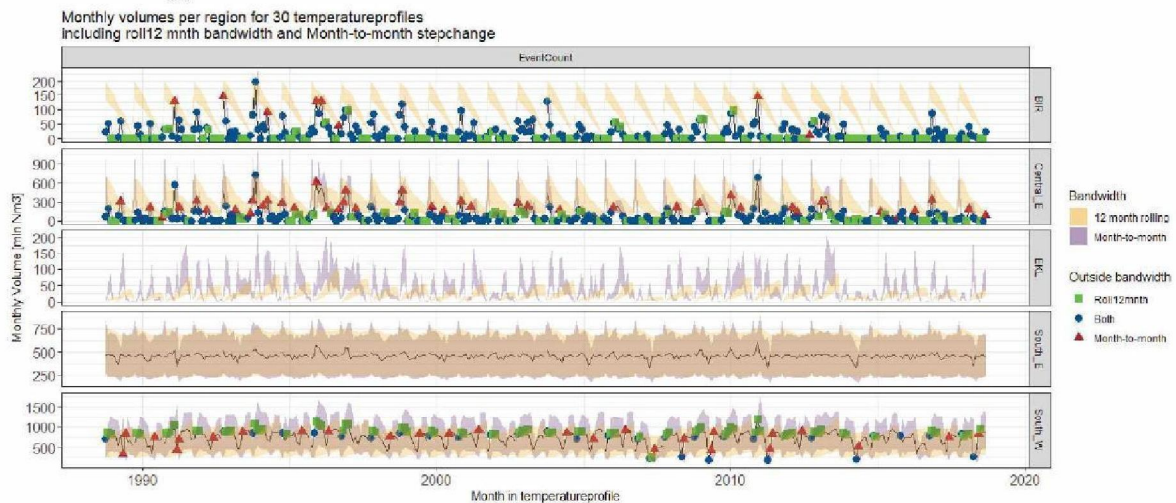 Monthly volumes per region for 30 temperatureprofiles
Including roll12 mnth bandwidth and Month-to-month stepchange
EventCount
200
150
100
50
0
BIR
900
600
300
0
Central_E
200
150
100
50
0
EKL
750
500
250
South_E
1500
1000
500
South_W
1990
2000
2010
2020
Month in temperatureprofile
Monthly Volume [mln Nm3]
Bandwidth
12 month rolling
Month-to-month
Outside bandwidth
Roll12mnth
Both
Month-to-month